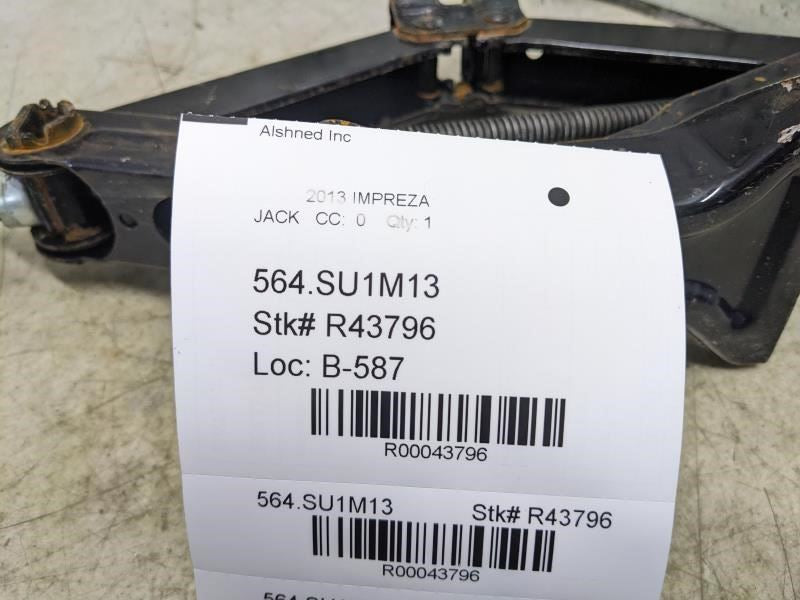 Alshned Inc
2013 IMPREZA
JACK CC: 0 Qty: 1
564.SU1M13
Stk# R43796
Loc: B-587
R00043796
564.SU1M13 Stk# R43796
R00043796